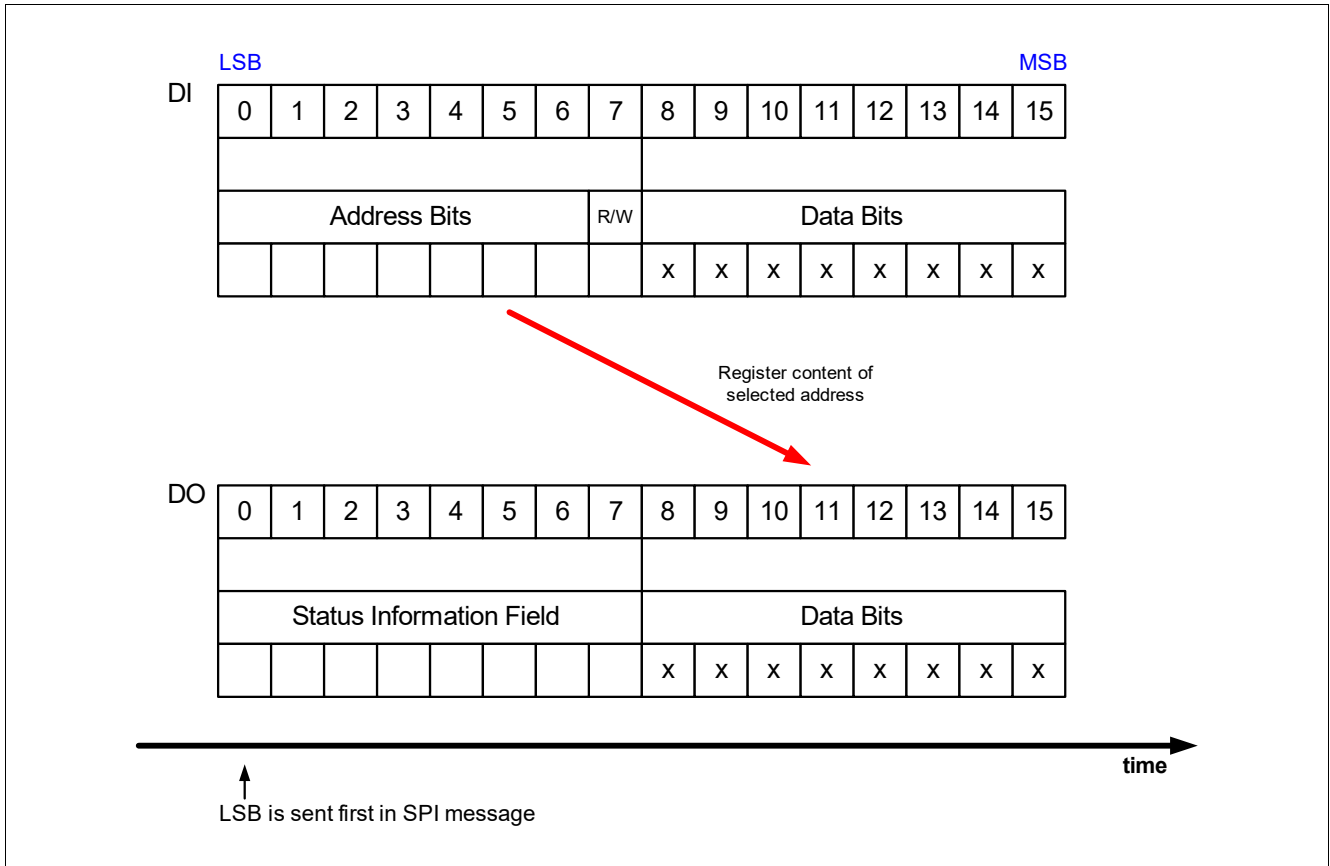 LSB MSB
DI
0 1 2 3 4 5 6 7 8 9 10 11 12 13 14 15
Address Bits R/W Data Bits
x x x x x x x x
Register content of
selected address
DO
0 1 2 3 4 5 6 7 8 9 10 11 12 13 14 15
Status Information Field Data Bits
x x x x x x x x
time
LSB is sent first in SPI message